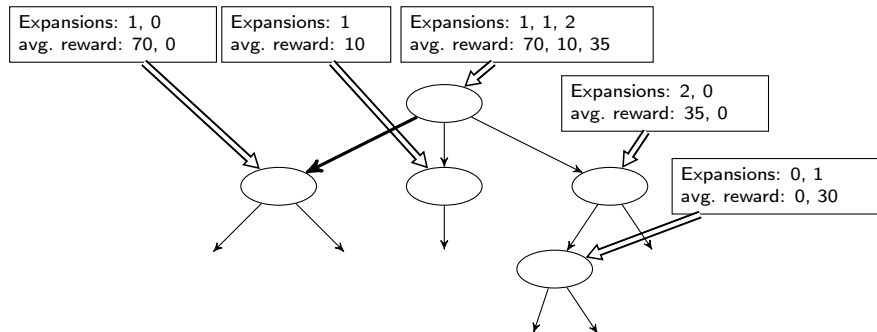 Expansions: 1, 0
avg. reward: 70, 0
Expansions: 1
avg. reward: 10
Expansions: 1, 1, 2
avg. reward: 70, 10, 35
Expansions: 2, 0
avg. reward: 35, 0
Expansions: 0, 1
avg. reward: 0, 30